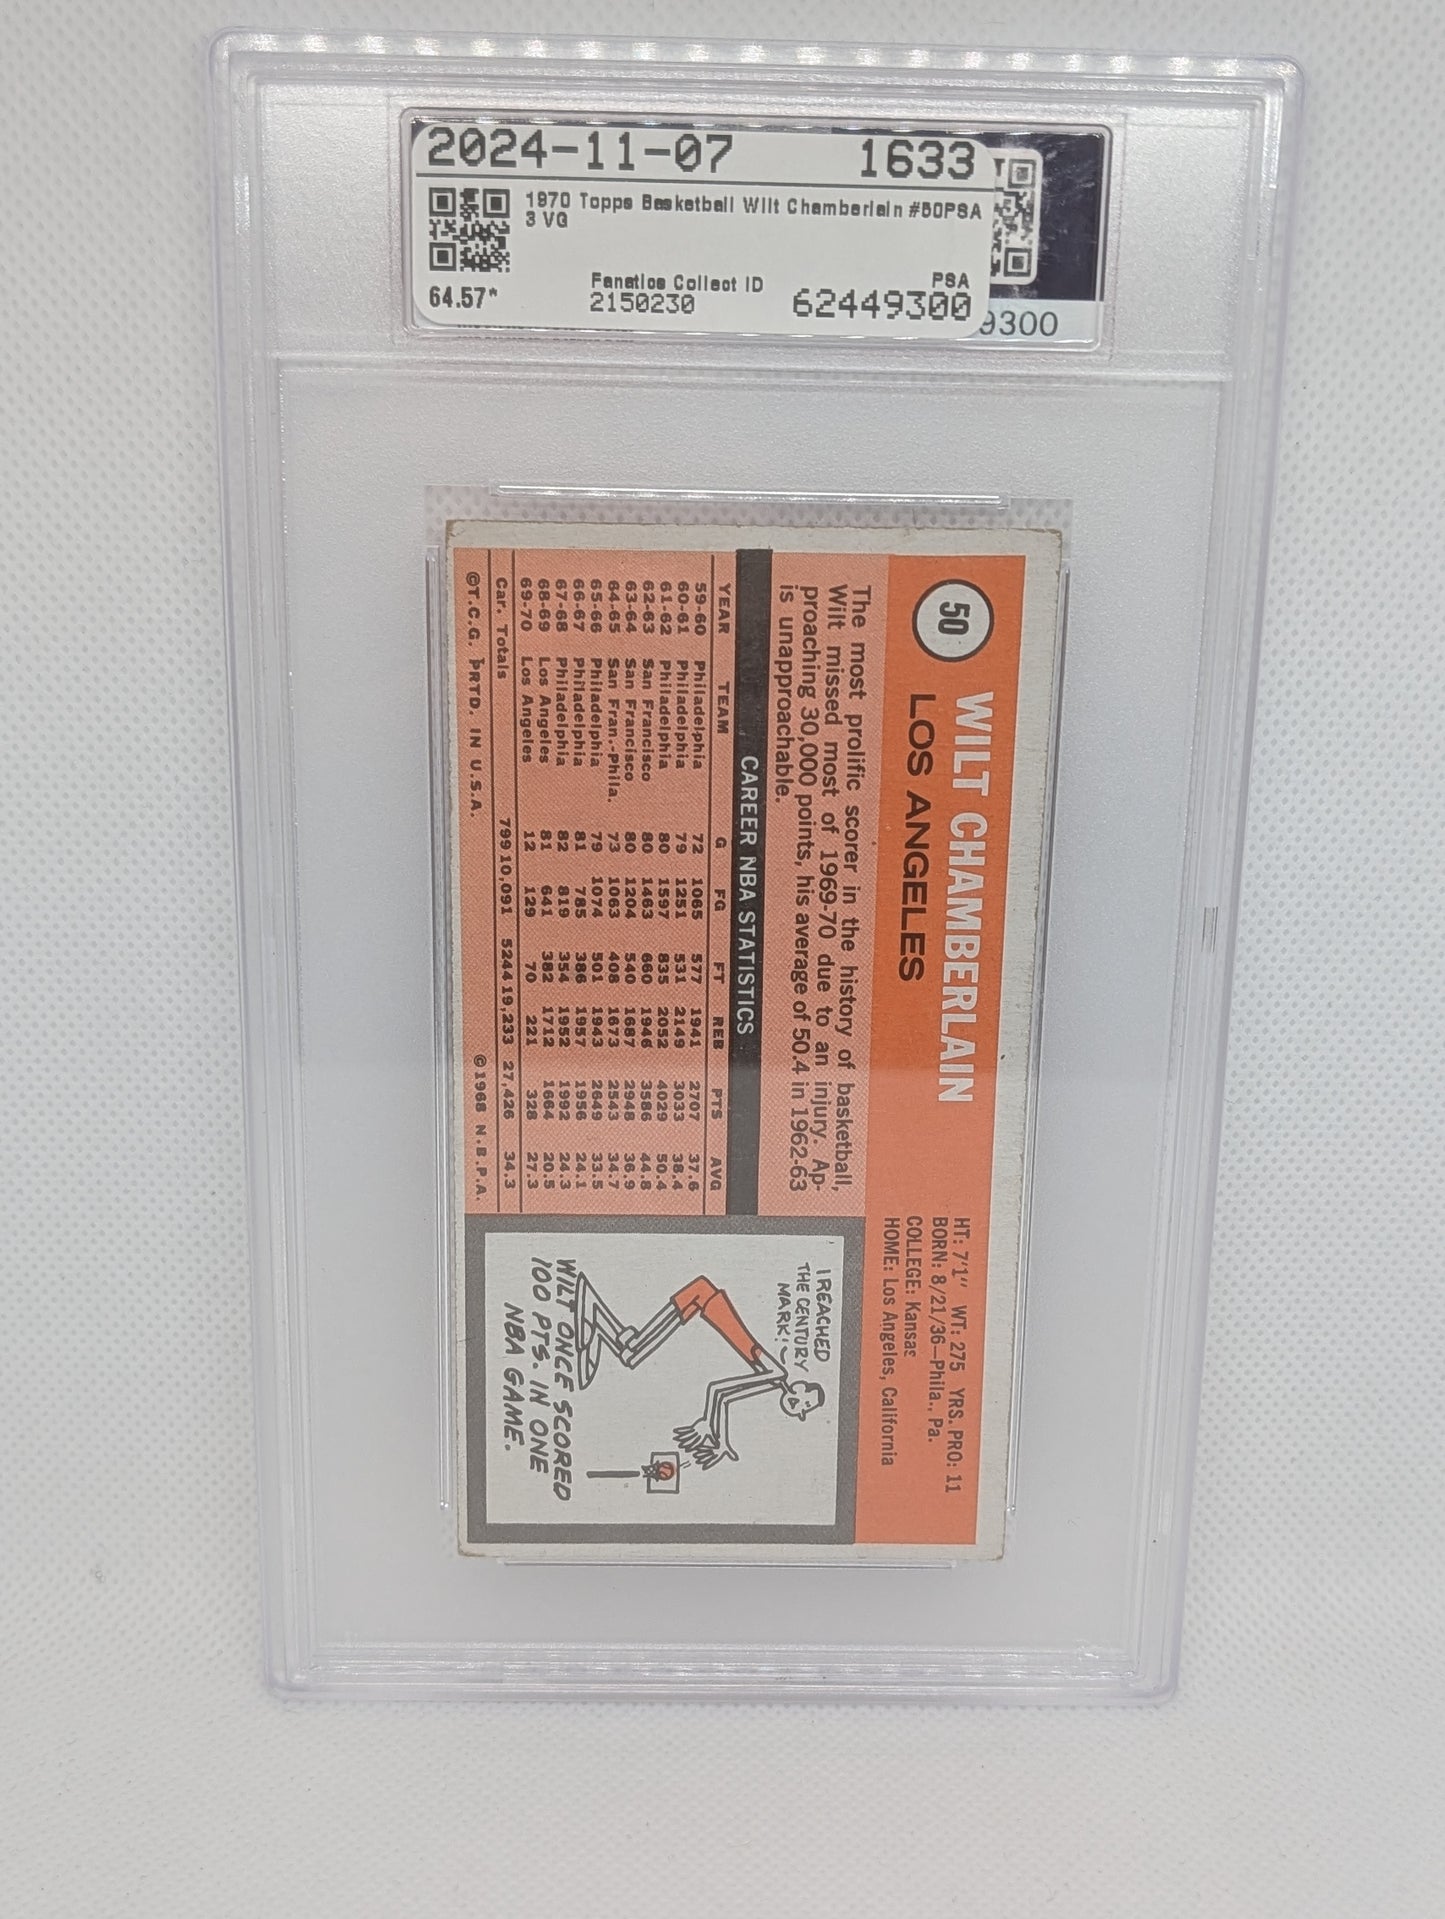 2024-11-07 1633
1970 Topps Basketball Wilt Chamberlain #50PSA
3 VG
Fanatics Collect ID PSA
64.57* 2150230 62449300
9300
50 WILT CHAMBERLAIN
LOS ANGELES
HT: 7'1" WT: 275 YRS. PRO: 11
BORN: 8/21/36—Phila., Pa.
COLLEGE: Kansas
HOME: Los Angeles, California
The most prolific scorer in the history of basketball,
Wilt missed most of 1969-70 due to an injury. Ap-
proaching 30,000 points, his average of 50.4 in 1962-63
is unapproachable.
CAREER NBA STATISTICS
YEAR TEAM G FG FT REB PTS AVG
59-60 Philadelphia 72 1065 577 1941 2707 37.6
60-61 Philadelphia 79 1251 531 2149 3033 38.4
61-62 Philadelphia 80 1597 835 2052 4029 50.4
62-63 San Francisco 80 1463 660 1946 3586 44.8
63-64 San Francisco 80 1204 540 1687 2948 36.9
64-65 San Fran.-Phila. 73 1063 408 1673 2543 34.7
65-66 Philadelphia 79 1074 501 1943 2649 33.5
66-67 Philadelphia 81 785 386 1957 1956 24.1
67-68 Philadelphia 82 819 354 1952 1992 24.3
68-69 Los Angeles 81 641 382 1712 1664 20.5
69-70 Los Angeles 12 129 70 221 328 27.3
Car. Totals 799 10,091 5244 19,233 27,426 34.3
©T.C.G. PRTD. IN U.S.A. ©1968 N.B.P.A.
I REACHED
THE CENTURY
MARK!
WILT ONCE SCORED
100 PTS. IN ONE
NBA GAME.